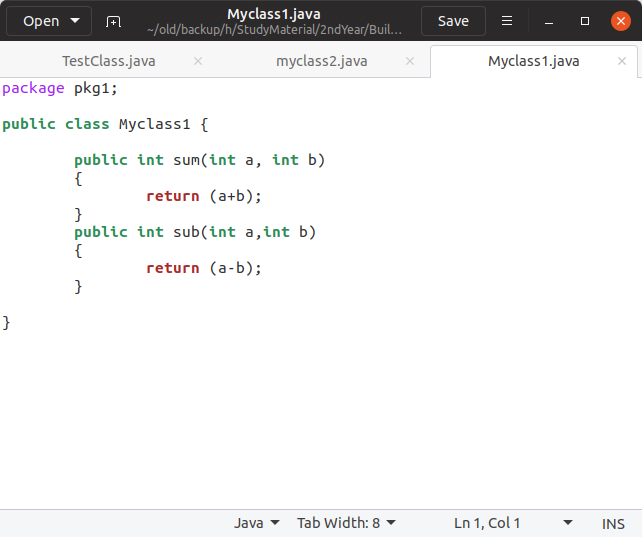 Open
Myclass1.java
~/old/backup/h/StudyMaterial/2ndYear/Buil...
Save
TestClass.java
myclass2.java
Myclass1.java
package pkg1;
public class Myclass1 {
public int sum(int a, int b)
{
return (a+b);
}
public int sub(int a,int b)
{
return (a-b);
}
}
Java
Tab Width: 8
Ln 1, Col 1
INS